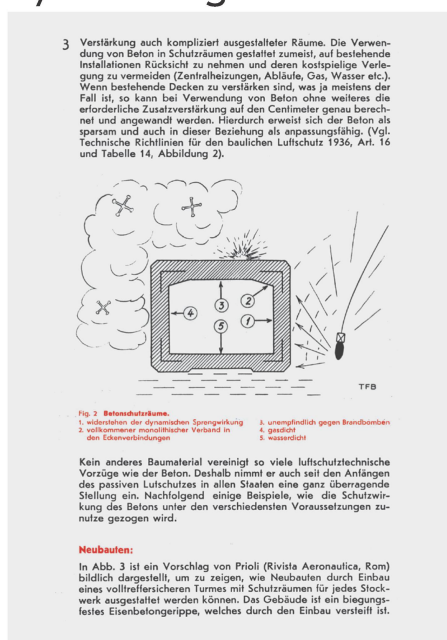 3 Verstärkung auch kompliziert ausgestalteter Räume. Die Verwen-
dung von Beton in Schutzräumen gestattet zumeist, auf bestehende
Installationen Rücksicht zu nehmen und deren kostspielige Verle-
gung zu vermeiden (Zentralheizungen, Abläufe, Gas, Wasser etc.).
Wenn bestehende Decken zu verstärken sind, was ja meistens der
Fall ist, so kann bei Verwendung von Beton ohne weiteres die
erforderliche Zusatzverstärkung auf den Centimeter genau berech-
net und angewandt werden. Hierdurch erweist sich der Beton als
sparsam und auch in dieser Beziehung als anpassungsfähig. (Vgl.
Technische Richtlinien für den baulichen Luftschutz 1936, Art. 16
und Tabelle 14, Abbildung 2).
2
3
4
1
5
TFB
Fig. 2 Betonschutzräume.
1. widerstehen der dynamischen Sprengwirkung
2. vollkommener monolithischer Verband in
den Eckenverbindungen
3. unempfindlich gegen Brandbomben
4. gasdicht
5. wasserdicht
Kein anderes Baumaterial vereinigt so viele luftschutztechnische
Vorzüge wie der Beton. Deshalb nimmt er auch seit den Anfängen
des passiven Lutschutzes in allen Staaten eine ganz überragende
Stellung ein. Nachfolgend einige Beispiele, wie die Schutzwir-
kung des Betons unter den verschiedensten Voraussetzungen zu-
nutze gezogen wird.
Neubauten:
In Abb. 3 ist ein Vorschlag von Prioli (Rivista Aeronautica, Rom)
bildlich dargestellt, um zu zeigen, wie Neubauten durch Einbau
eines volltreffersicheren Turmes mit Schutzräumen für jedes Stock-
werk ausgestattet werden können. Das Gebäude ist ein biegungs-
festes Eisenbetongerippe, welches durch den Einbau versteift ist.